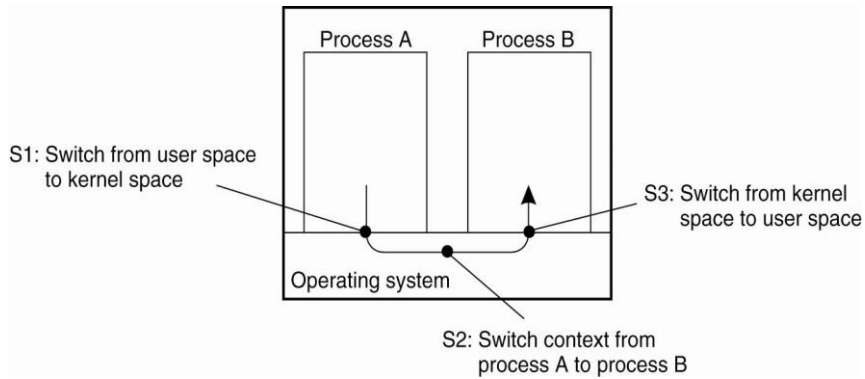 Process A
Process B
S1: Switch from user space
to kernel space
S3: Switch from kernel
space to user space
Operating system
S2: Switch context from
process A to process B